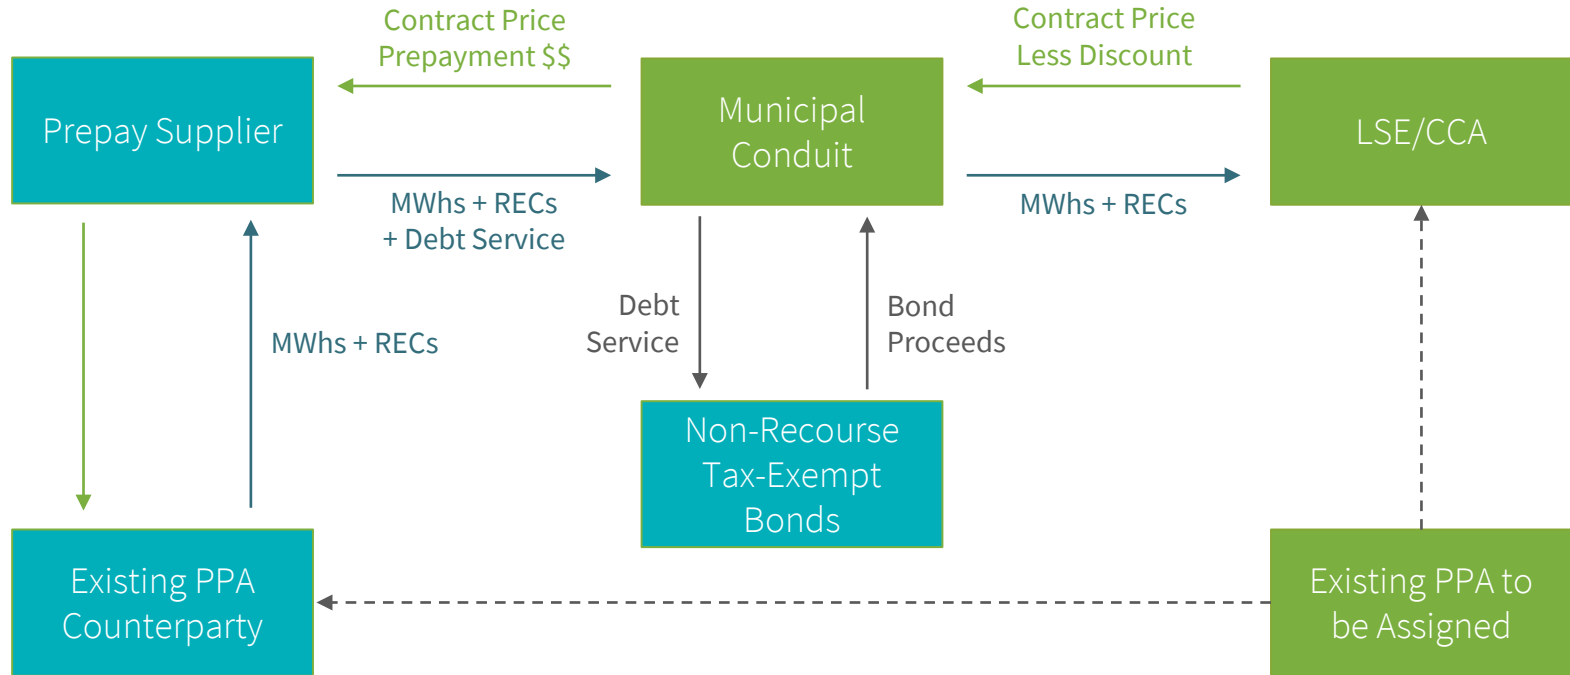 Contract Price
Prepayment $$
Contract Price
Less Discount
Prepay Supplier
Municipal
Conduit
LSE/CCA
MWhs + RECs
+ Debt Service
MWhs + RECs
Debt
Service
Bond
Proceeds
MWhs + RECs
Non-Recourse
Tax-Exempt
Bonds
Existing PPA
Counterparty
Existing PPA to
be Assigned